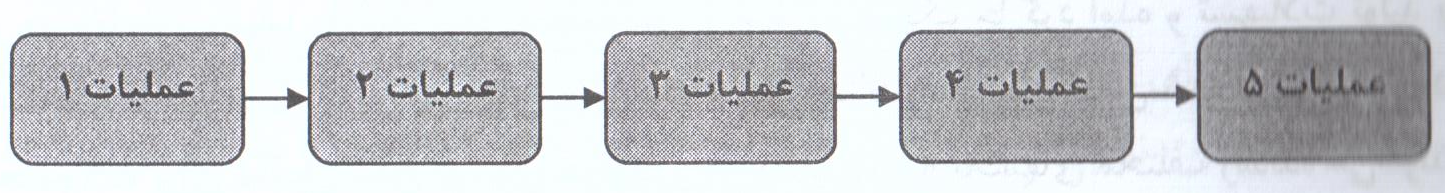 عملیات ۱
عملیات ۲
عملیات ۳
عملیات ۴
عملیات ۵